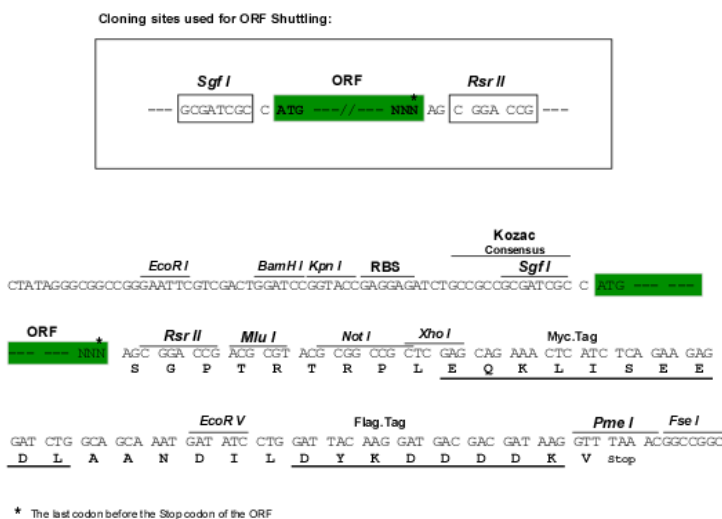 Cloning sites used for ORF Shuttling:
Sgf I ORF Rsr II
*
--- GCGATCGC C ATG ---//--- NNN AG C GGA CCG ---
Kozac
Consensus
EcoR I BamH I Kpn I RBS Sgf I
CTATAGGGCGGCCGGGAATTCGTCGACTGGATCCGGTACCGAGGAGATCTGCCGCCGCGATCGC C ATG --- ---
ORF * Rsr II Mlu I Not I Xho I Myc.Tag
--- --- NNN AGC GGA CCG ACG CGT ACG CGG CCG CTC GAG CAG AAA CTC ATC TCA GAA GAG
S G P T R T R P L E Q K L I S E E
EcoR V Flag.Tag Pme I Fse I
GAT CTG GCA GCA AAT GAT ATC CTG GAT TAC AAG GAT GAC GAC GAT AAG GTT TAA ACGGCCGGC
D L A A N D I L D Y K D D D D K V Stop
* The last codon before the Stop codon of the ORF